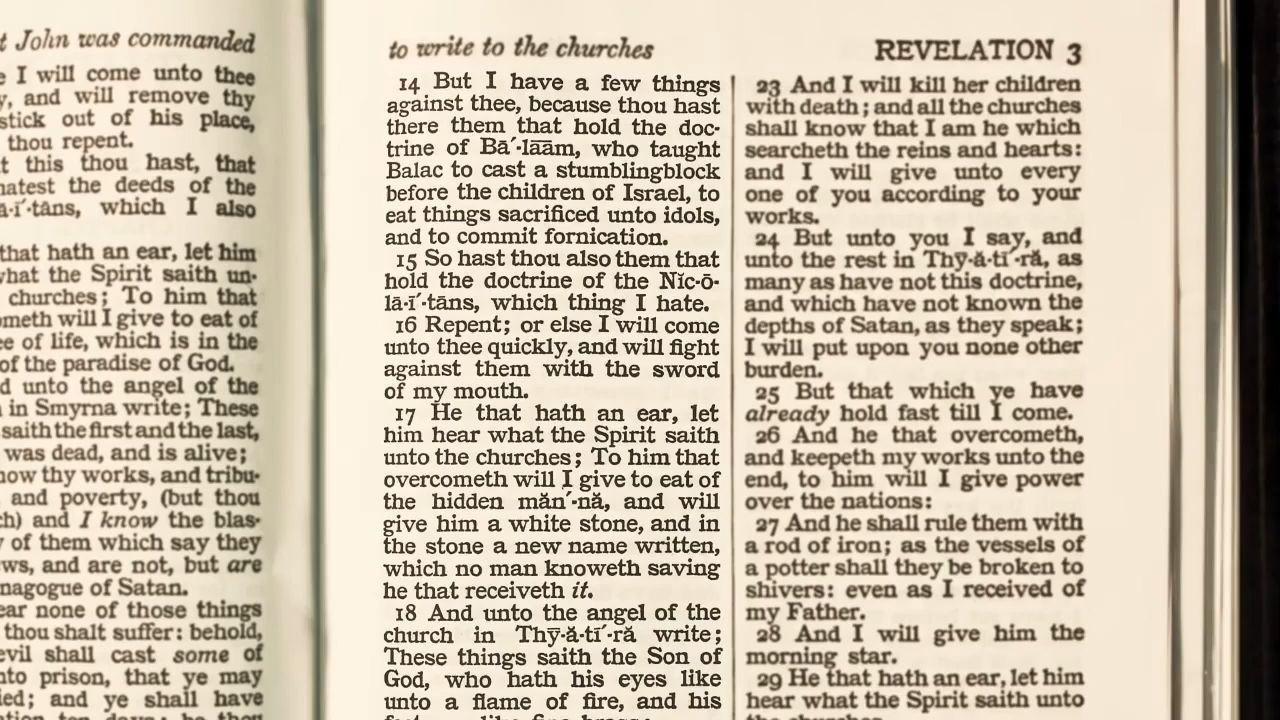 t John was commanded
I will come unto thee
and will remove thy
stick out of his place,
thou repent.
t this thou hast, that
hatest the deeds of the
a·ī´·tāns, which I also
that hath an ear, let him
what the Spirit saith un-
churches; To him that
ometh will I give to eat of
of life, which is in the
of the paradise of God.
d unto the angel of the
in Smyrna write; These
saith the first and the last,
was dead, and is alive;
now thy works, and tribu-
and poverty, (but thou
ch) and I know the blas-
of them which say they
ws, and are not, but are
nagogue of Satan.
ear none of those things
thou shalt suffer: behold,
evil shall cast some of
nto prison, that ye may
ied; and ye shall have
to write to the churches
14 But I have a few things
against thee, because thou hast
there them that hold the doc-
trine of Bā´-lāăm, who taught
Balac to cast a stumblingblock
before the children of Israel, to
eat things sacrificed unto idols,
and to commit fornication.
15 So hast thou also them that
hold the doctrine of the Nĭc-ō-
lā-ī´-tāns, which thing I hate.
16 Repent; or else I will come
unto thee quickly, and will fight
against them with the sword
of my mouth.
17 He that hath an ear, let
him hear what the Spirit saith
unto the churches; To him that
overcometh will I give to eat of
the hidden măn´-nă, and will
give him a white stone, and in
the stone a new name written,
which no man knoweth saving
he that receiveth it.
18 And unto the angel of the
church in Thȳ-ă-tī´-ră write;
These things saith the Son of
God, who hath his eyes like
unto a flame of fire, and his
REVELATION 3
23 And I will kill her children
with death; and all the churches
shall know that I am he which
searcheth the reins and hearts:
and I will give unto every
one of you according to your
works.
24 But unto you I say, and
unto the rest in Thȳ-ă-tī´-ră, as
many as have not this doctrine,
and which have not known the
depths of Satan, as they speak;
I will put upon you none other
burden.
25 But that which ye have
already hold fast till I come.
26 And he that overcometh,
and keepeth my works unto the
end, to him will I give power
over the nations:
27 And he shall rule them with
a rod of iron; as the vessels of
a potter shall they be broken to
shivers: even as I received of
my Father.
28 And I will give him the
morning star.
29 He that hath an ear, let him
hear what the Spirit saith unto